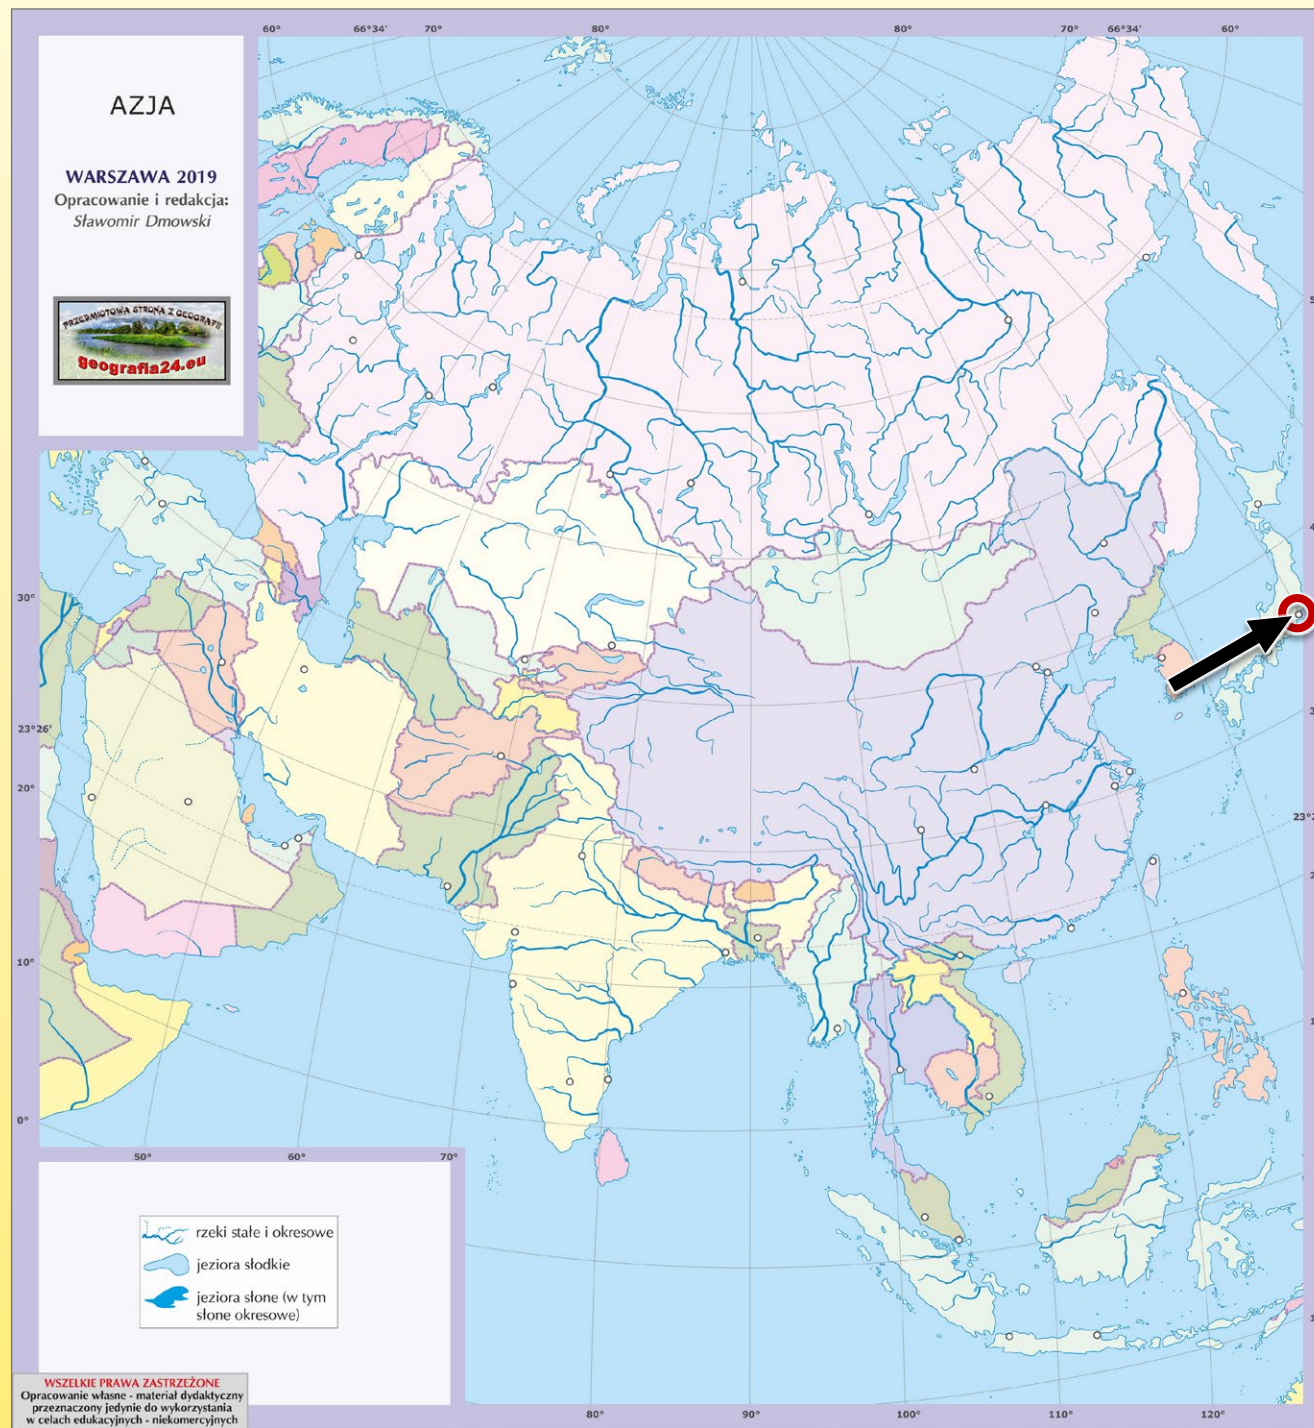 60° 66°34' 70° 80° 80° 70° 66°34' 60°
AZJA
WARSZAWA 2019
Opracowanie i redakcja:
Sławomir Dmowski
PRZEDMIOTOWA STRONA Z GEOGRAFII
geografia24.eu
30°
23°26'
20°
10°
0°
50° 60° 70°
rzeki stałe i okresowe
jeziora słodkie
jeziora słone (w tym
słone okresowe)
80° 90° 100° 110° 120°
WSZELKIE PRAWA ZASTRZEŻONE
Opracowanie własne - materiał dydaktyczny
przeznaczony jedynie do wykorzystania
w celach edukacyjnych - niekomercyjnych